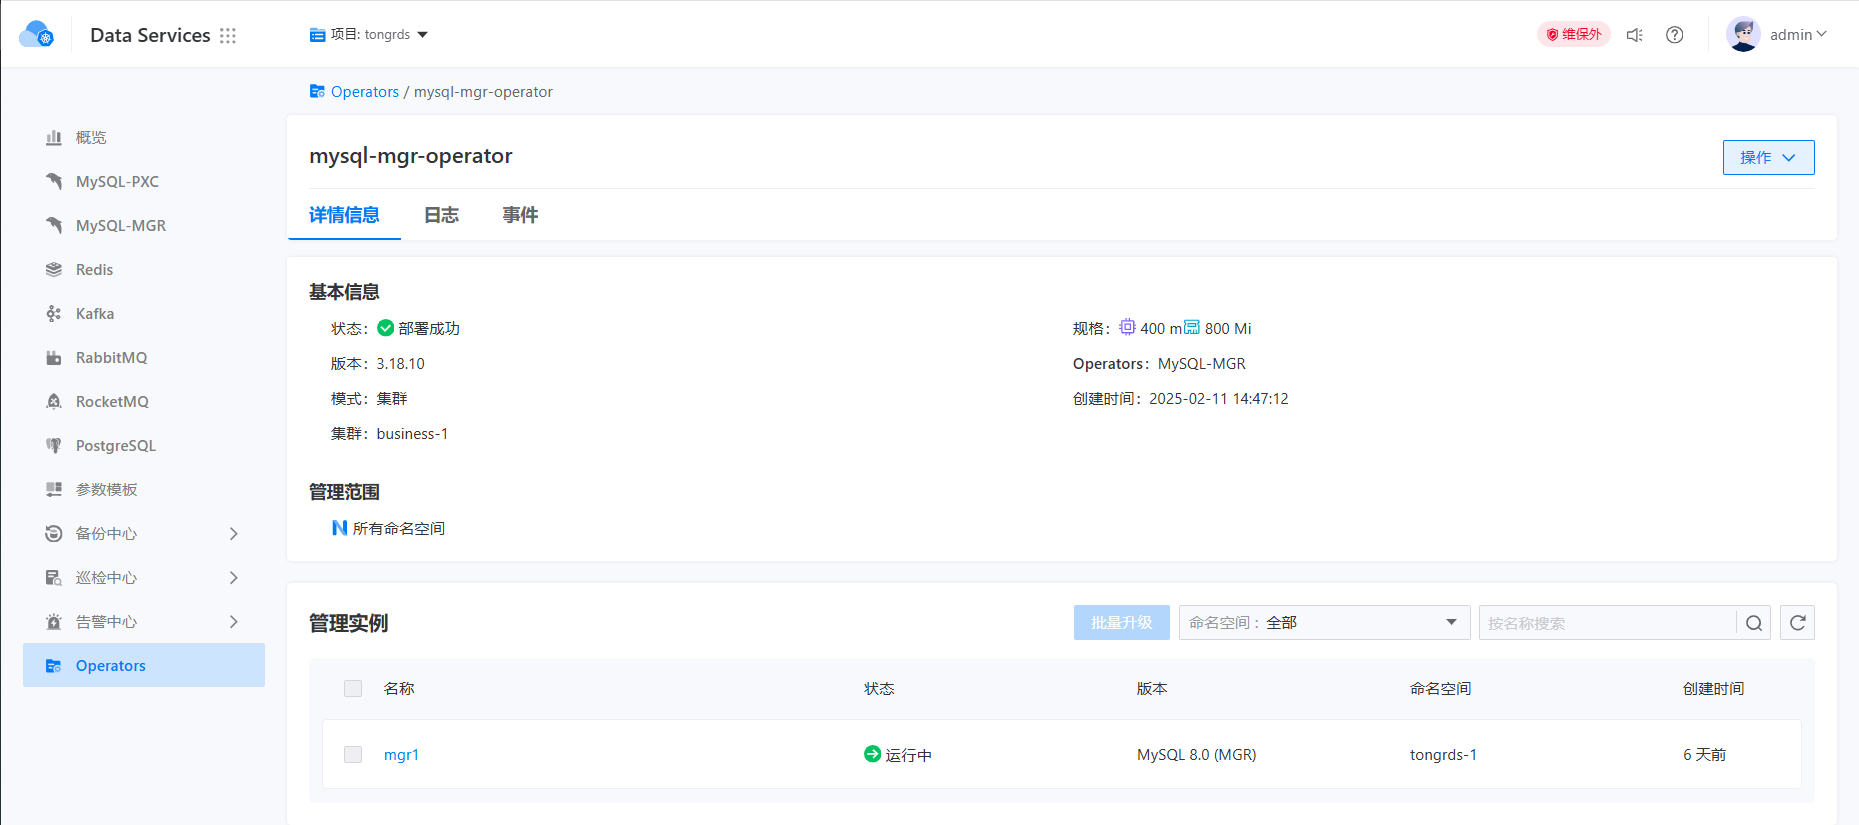 Data Services
项目: tongrds
维保外
admin
Operators / mysql-mgr-operator
概览
MySQL-PXC
MySQL-MGR
Redis
Kafka
RabbitMQ
RocketMQ
PostgreSQL
参数模板
备份中心
巡检中心
告警中心
Operators
mysql-mgr-operator
操作
详情信息 日志 事件
基本信息
状态: 部署成功
规格: 400 m 800 Mi
版本: 3.18.10
Operators: MySQL-MGR
模式: 集群
创建时间: 2025-02-11 14:47:12
集群: business-1
管理范围
N 所有命名空间
管理实例
批量升级
命名空间 : 全部
按名称搜索
名称 状态 版本 命名空间 创建时间
mgr1 运行中 MySQL 8.0 (MGR) tongrds-1 6 天前